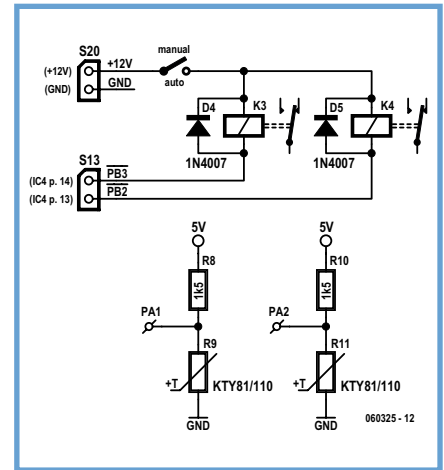 S20
manual
(+12V)
+12V
(GND)
GND
auto
D4
K3
D5
K4
1N4007
1N4007
S13
(IC4 p. 14)
PB3
(IC4 p. 13)
PB2
5V
5V
R8
R10
1k5
1k5
PA1
PA2
R9
R11
+T
KTY81/110
+T
KTY81/110
GND
GND
060325 - 12